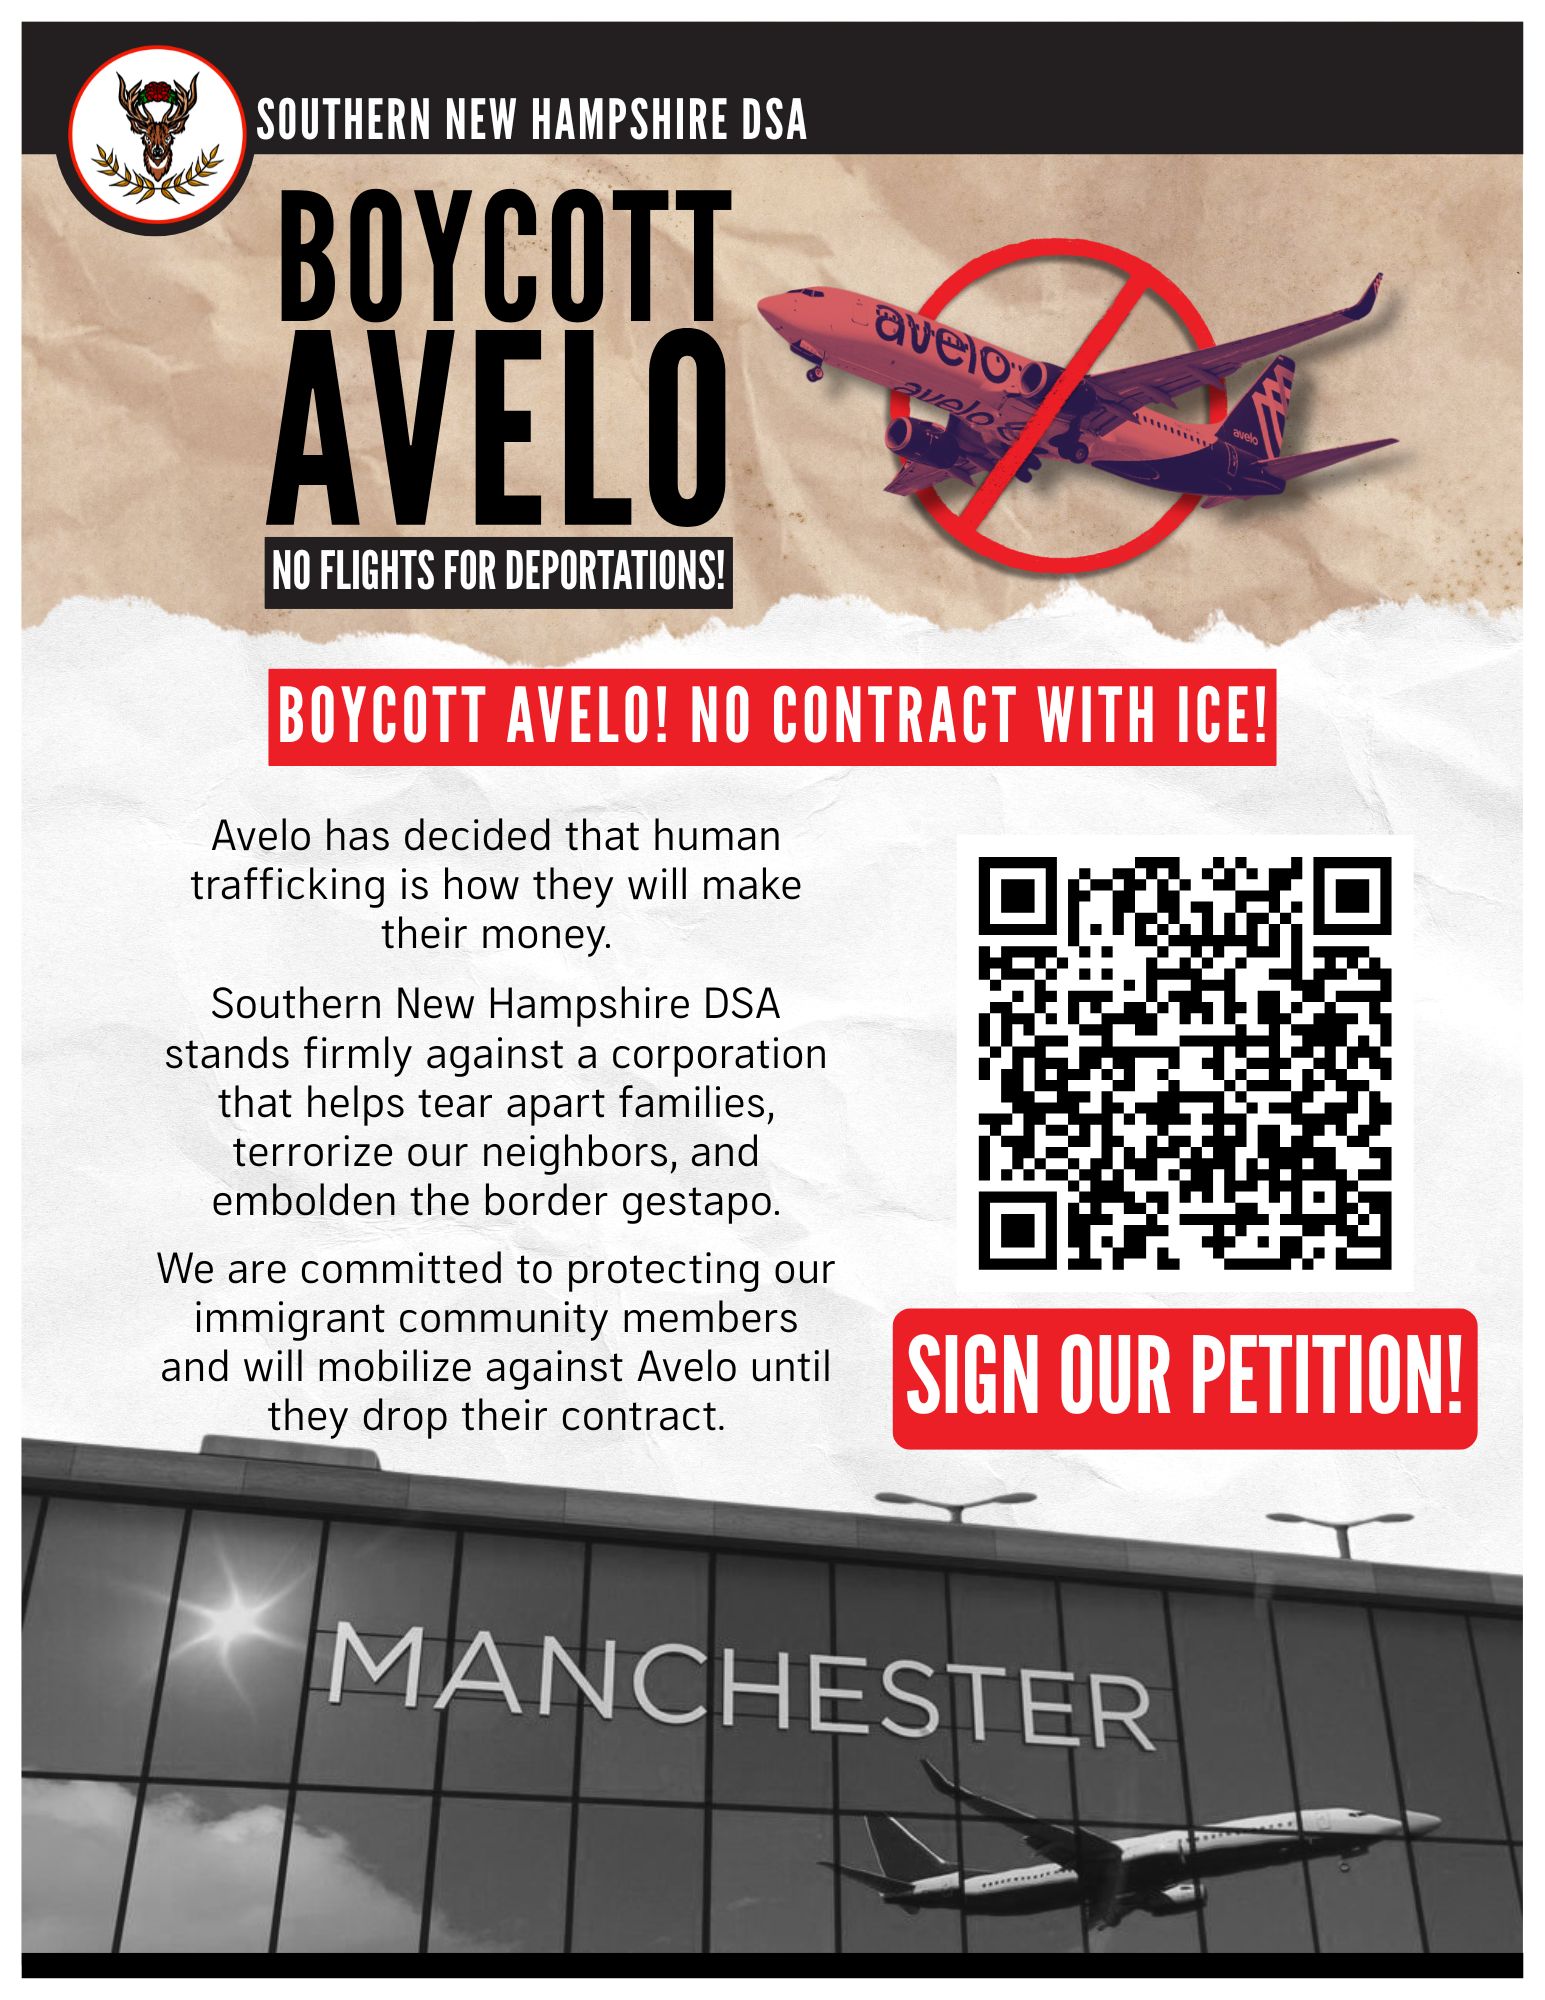 SOUTHERN NEW HAMPSHIRE DSA
BOYCOTT
AVELO
NO FLIGHTS FOR DEPORTATIONS!
avelo
avelo
avelo
BOYCOTT AVELO! NO CONTRACT WITH ICE!
Avelo has decided that human
trafficking is how they will make
their money.
Southern New Hampshire DSA
stands firmly against a corporation
that helps tear apart families,
terrorize our neighbors, and
embolden the border gestapo.
We are committed to protecting our
immigrant community members
and will mobilize against Avelo until
they drop their contract.
SIGN OUR PETITION!
MANCHESTER